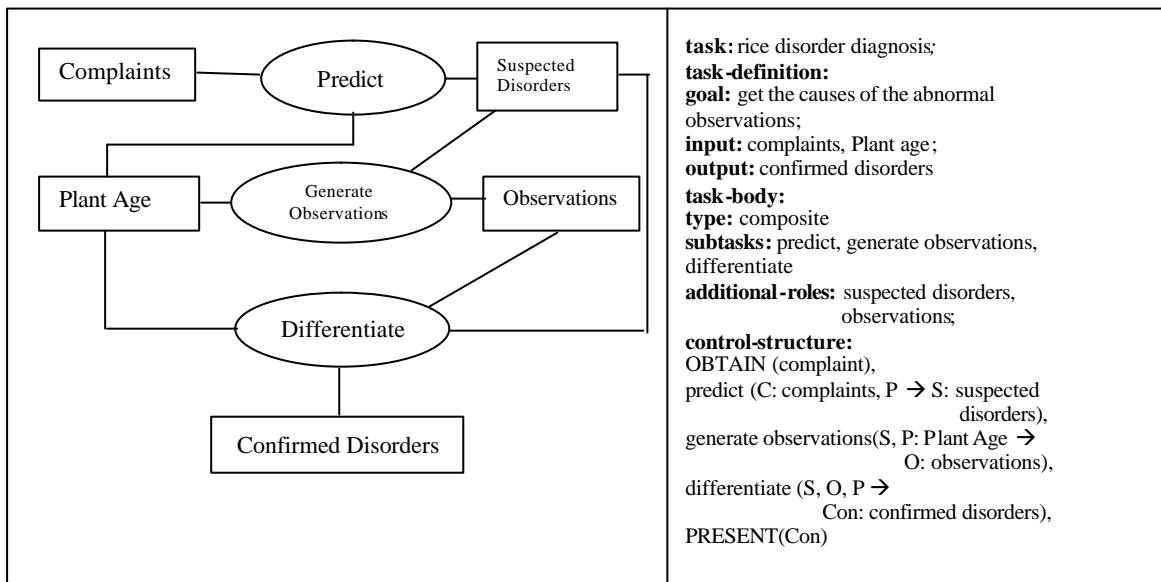 Complaints
Predict
Suspected
Disorders
Plant Age
Generate
Observations
Observations
Differentiate
Confirmed Disorders
task: rice disorder diagnosis;
task-definition:
goal: get the causes of the abnormal
observations;
input: complaints, Plant age;
output: confirmed disorders
task-body:
type: composite
subtasks: predict, generate observations,
differentiate
additional-roles: suspected disorders,
observations;
control-structure:
OBTAIN (complaint),
predict (C: complaints, P → S: suspected
disorders),
generate observations(S, P: Plant Age →
O: observations),
differentiate (S, O, P →
Con: confirmed disorders),
PRESENT(Con)